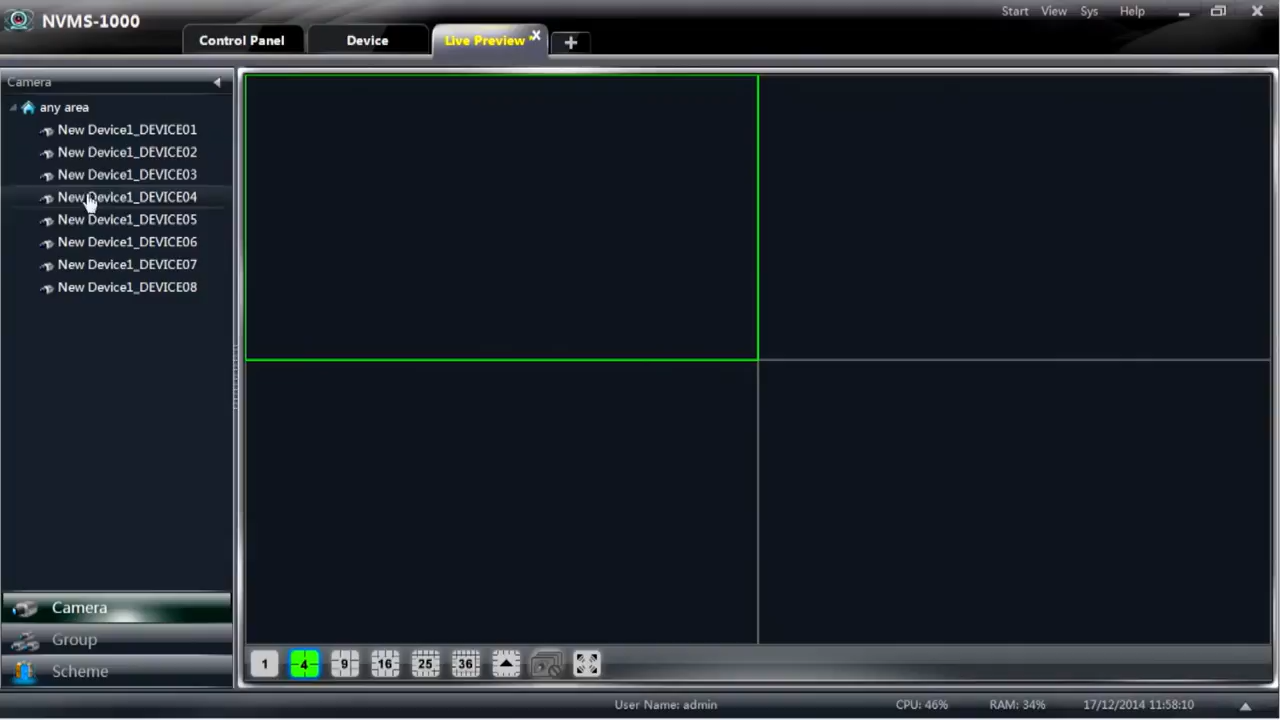 NVMS-1000
Start View Sys Help
Control Panel Device Live Preview
Camera
any area
New Device1_DEVICE01
New Device1_DEVICE02
New Device1_DEVICE03
New Device1_DEVICE04
New Device1_DEVICE05
New Device1_DEVICE06
New Device1_DEVICE07
New Device1_DEVICE08
Camera
Group
Scheme
1 4 9 16 25 36
User Name: admin CPU: 46% RAM: 34% 17/12/2014 11:58:10